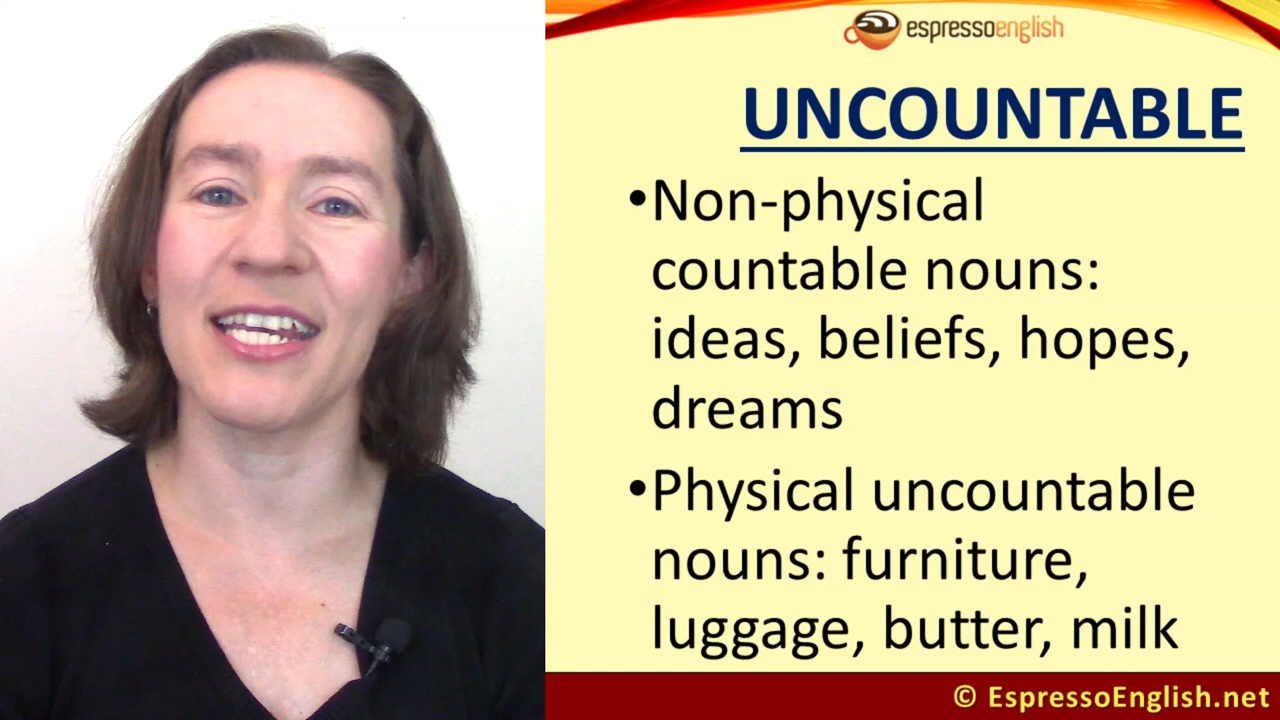 espressoenglish
UNCOUNTABLE
•Non-physical
countable nouns:
ideas, beliefs, hopes,
dreams
•Physical uncountable
nouns: furniture,
luggage, butter, milk
© EspressoEnglish.net